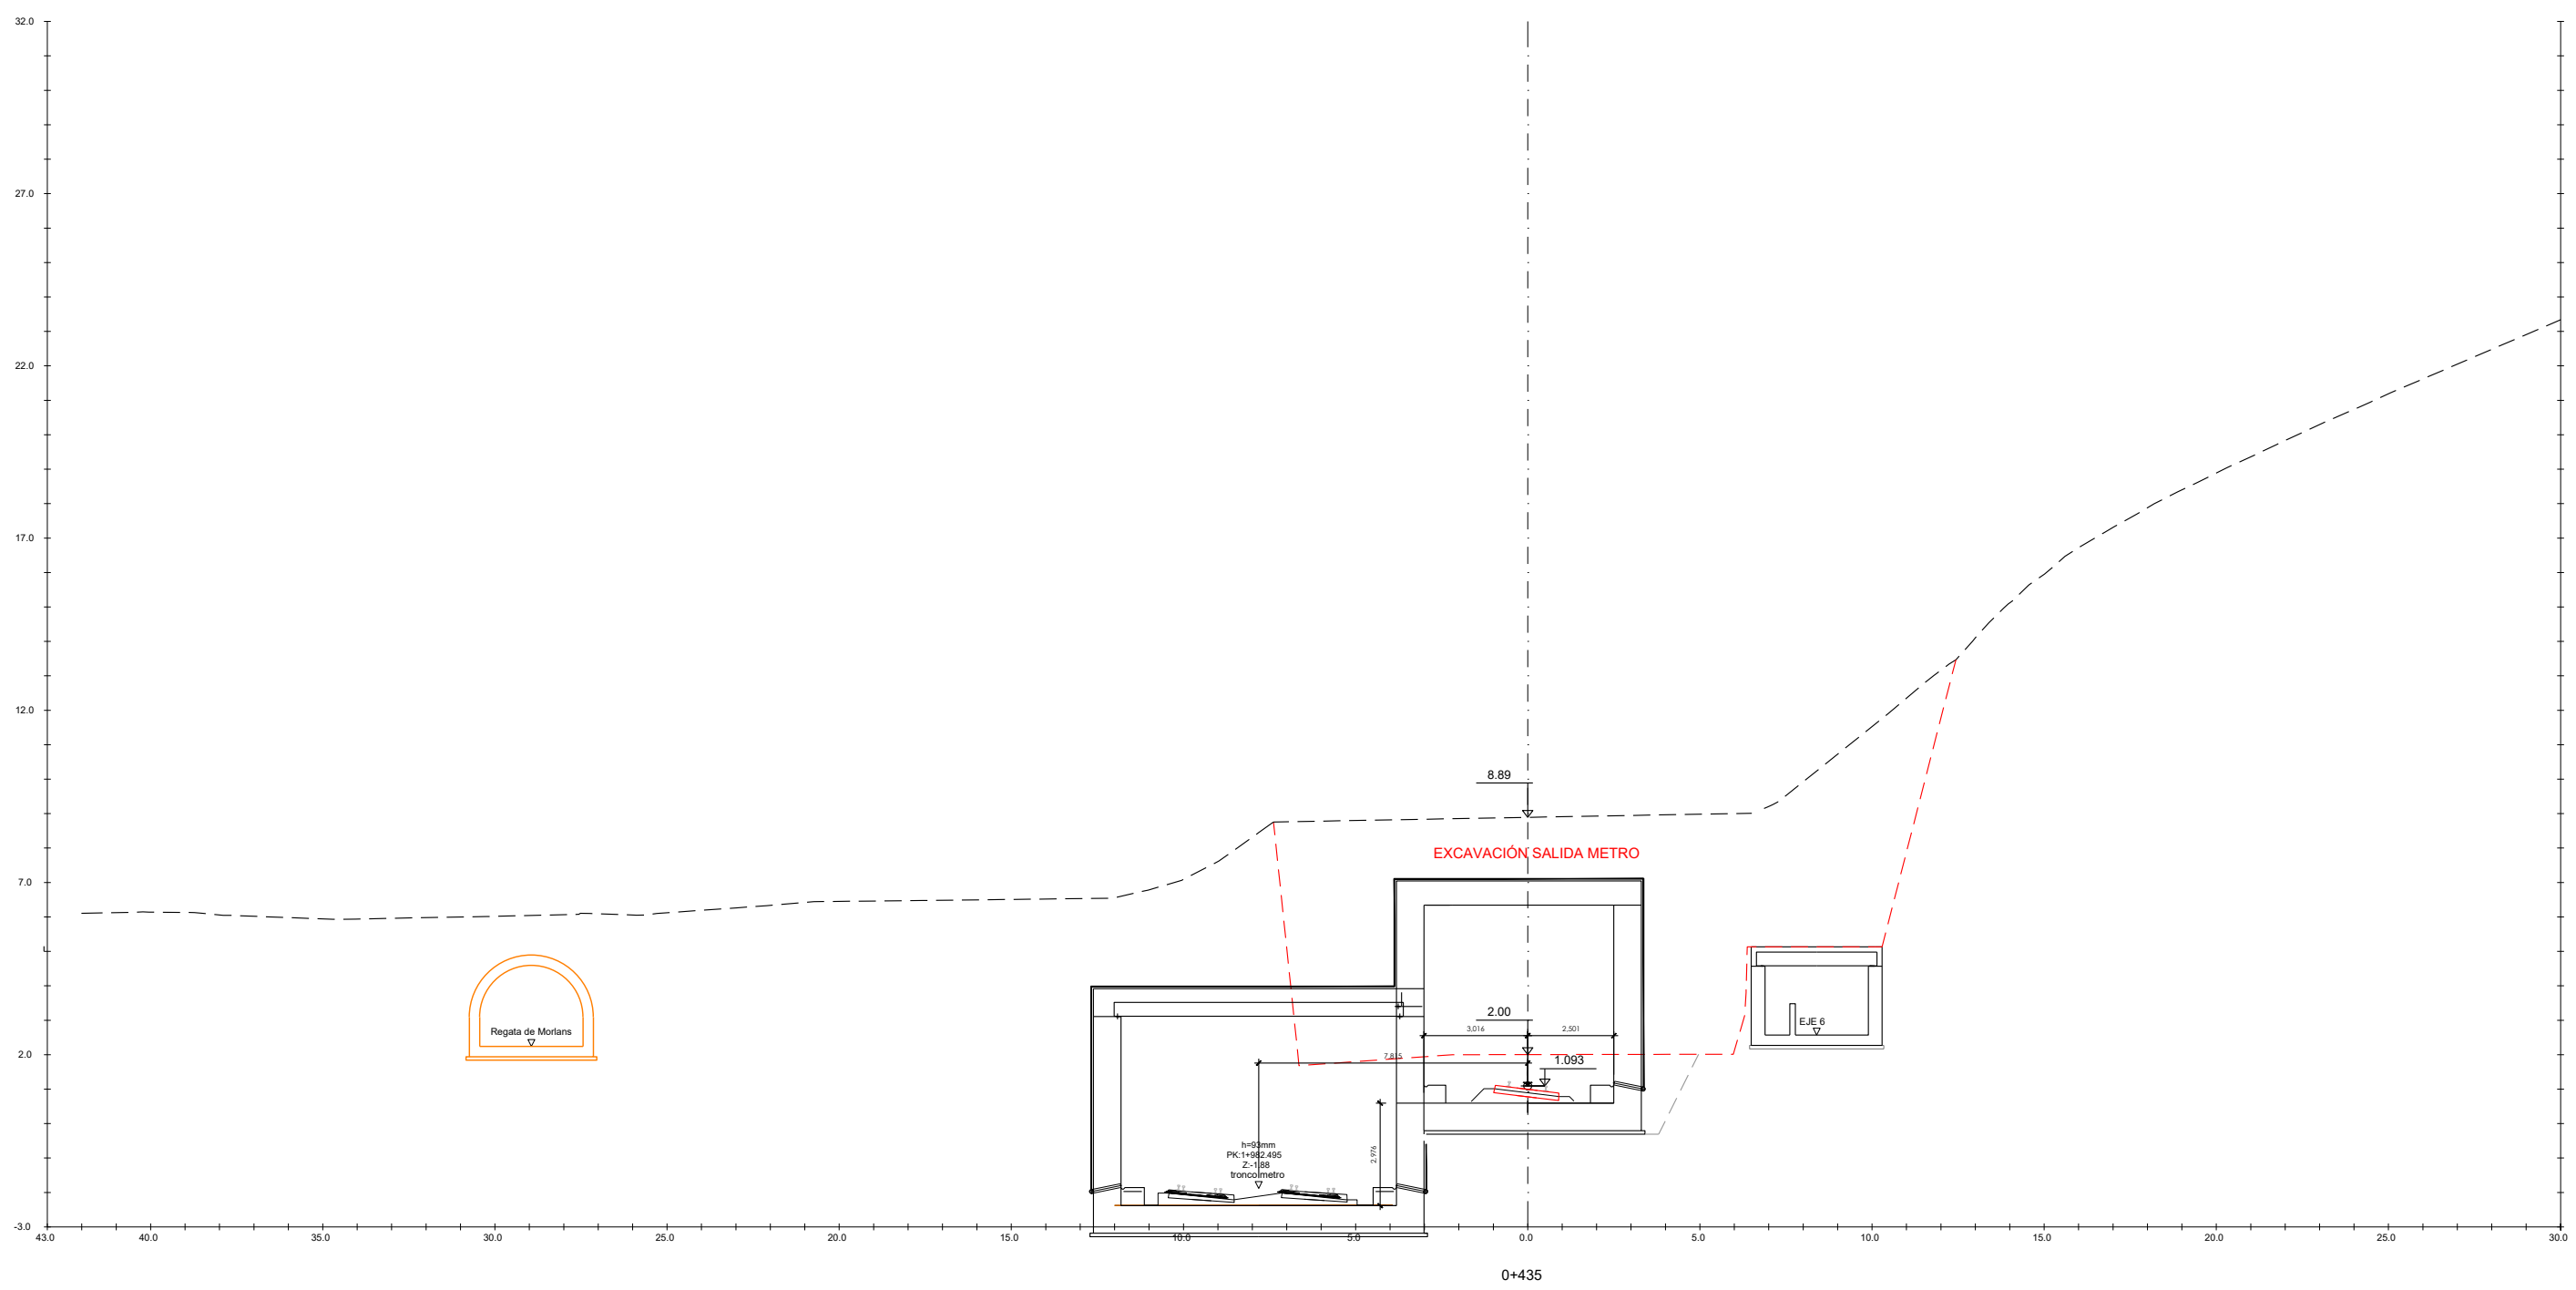 32.0
27.0
22.0
17.0
12.0
8.89
EXCAVACIÓN SALIDA METRO
7.0
Regata de Morlans
2.00
EJE 6
3,016
2,501
2.0
7,815
1.093
h=93mm
PK:1+982.495
Z:-1.88
tronco metro
2,976
-3.0
43.0 40.0 35.0 30.0 25.0 20.0 15.0 10.0 5.0 0.0 5.0 10.0 15.0 20.0 25.0 30.0
0+435